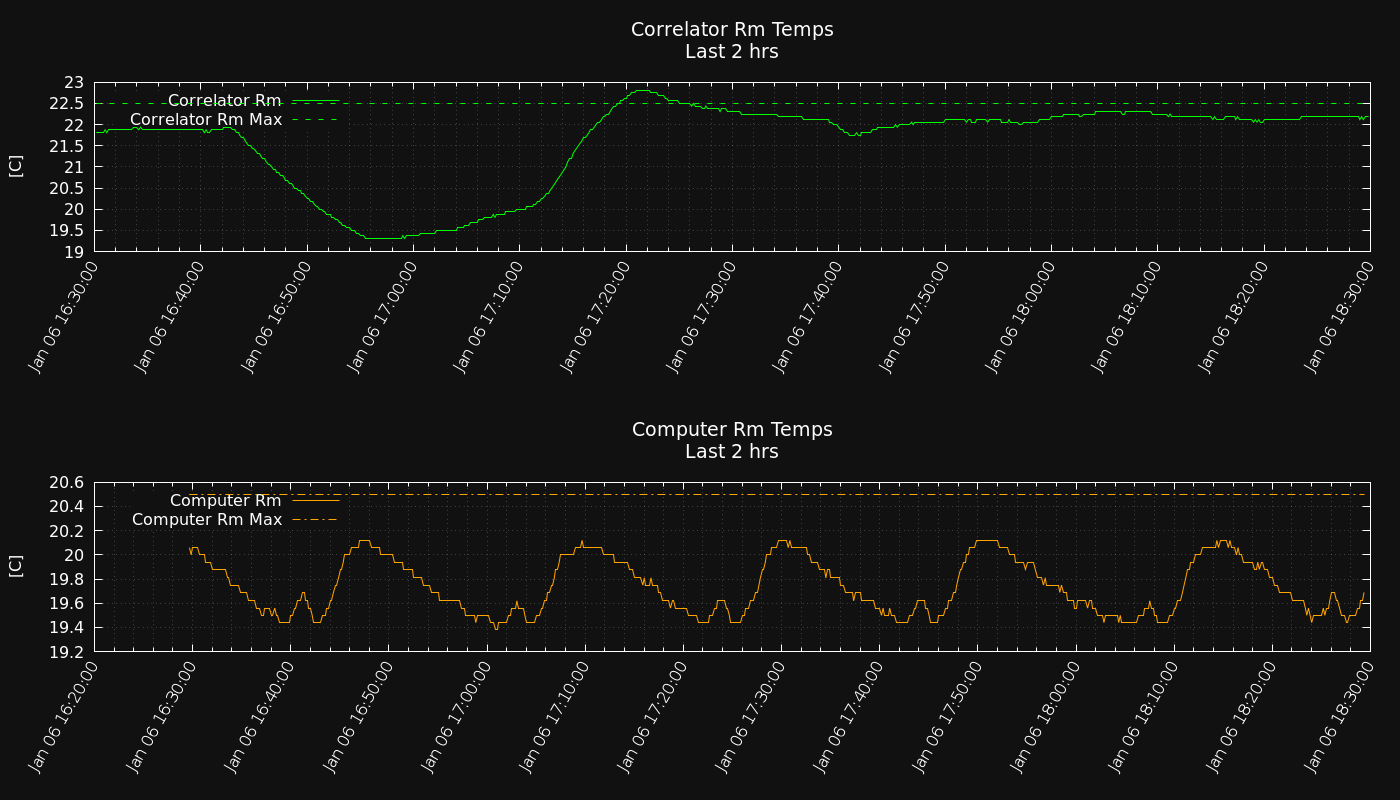 Correlator Rm Temps
Last 2 hrs
23
22.5
22
21.5
21
20.5
20
19.5
19
[C]
Correlator Rm
Correlator Rm Max
Jan 06 16:30:00
Jan 06 16:40:00
Jan 06 16:50:00
Jan 06 17:00:00
Jan 06 17:10:00
Jan 06 17:20:00
Jan 06 17:30:00
Jan 06 17:40:00
Jan 06 17:50:00
Jan 06 18:00:00
Jan 06 18:10:00
Jan 06 18:20:00
Jan 06 18:30:00
Computer Rm Temps
Last 2 hrs
20.6
20.4
20.2
20
19.8
19.6
19.4
19.2
[C]
Computer Rm
Computer Rm Max
Jan 06 16:20:00
Jan 06 16:30:00
Jan 06 16:40:00
Jan 06 16:50:00
Jan 06 17:00:00
Jan 06 17:10:00
Jan 06 17:20:00
Jan 06 17:30:00
Jan 06 17:40:00
Jan 06 17:50:00
Jan 06 18:00:00
Jan 06 18:10:00
Jan 06 18:20:00
Jan 06 18:30:00